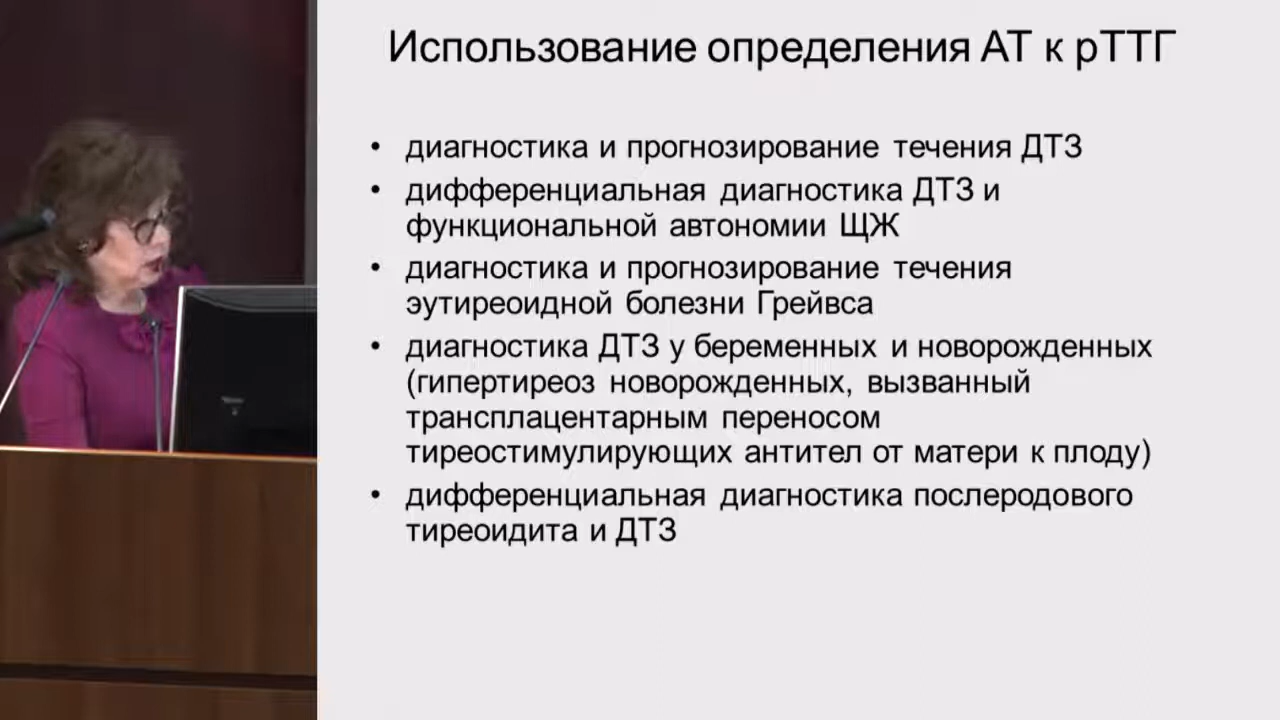 Использование определения АТ к рТТГ
• диагностика и прогнозирование течения ДТЗ
• дифференциальная диагностика ДТЗ и
функциональной автономии ЩЖ
• диагностика и прогнозирование течения
эутиреоидной болезни Грейвса
• диагностика ДТЗ у беременных и новорожденных
(гипертиреоз новорожденных, вызванный
трансплацентарным переносом
тиреостимулирующих антител от матери к плоду)
• дифференциальная диагностика послеродового
тиреоидита и ДТЗ